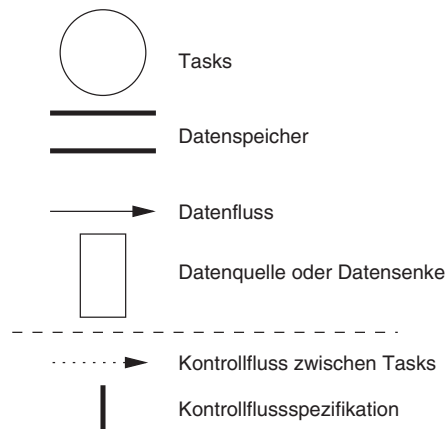 Tasks
Datenspeicher
Datenfluss
Datenquelle oder Datensenke
Kontrollfluss zwischen Tasks
Kontrollflussspezifikation